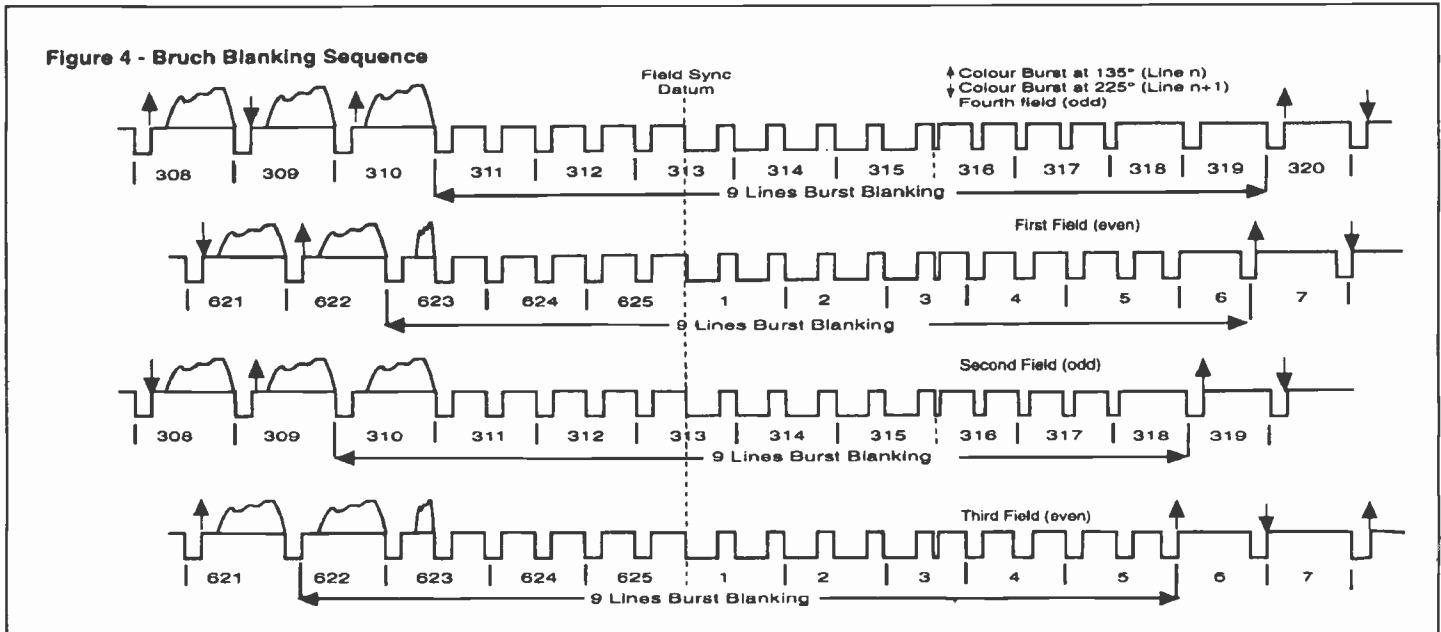 Figure 4 - Bruch Blanking Sequence
Field Sync
Datum
Colour Burst at 135° (Line n)
Colour Burst at 225° (Line n+1)
Fourth field (odd)
308 309 310 311 312 313 314 315 316 317 318 319 320
9 Lines Burst Blanking
First Field (even)
621 622 623 624 625 1 2 3 4 5 6 7
9 Lines Burst Blanking
Second Field (odd)
308 309 310 311 312 313 314 315 316 317 318 319
9 Lines Burst Blanking
Third Field (even)
621 622 623 624 625 1 2 3 4 5 6 7
9 Lines Burst Blanking